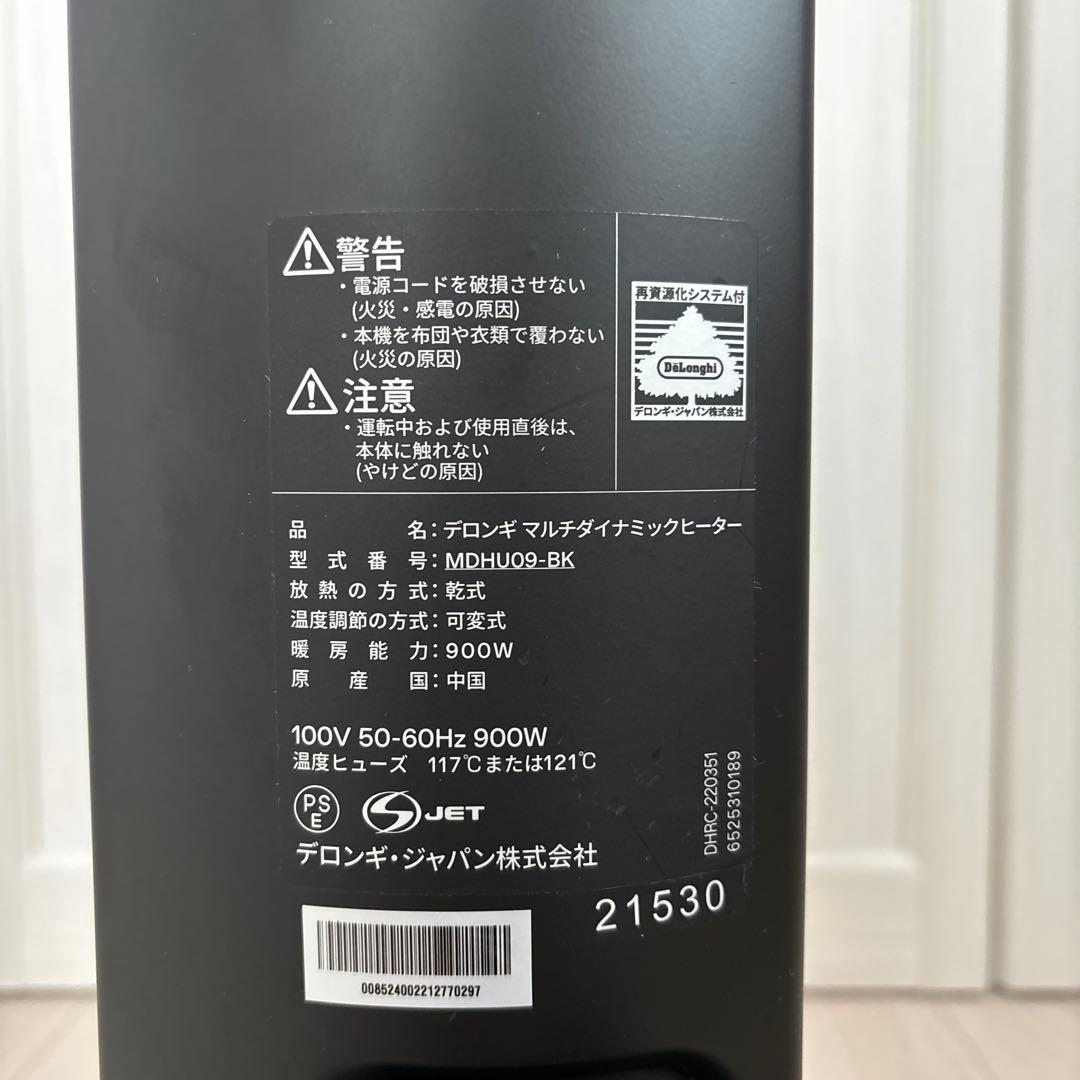 警告
・電源コードを破損させない
(火災・感電の原因)
・本機を布団や衣類で覆わない
(火災の原因)
注意
・運転中および使用直後は、
本体に触れない
(やけどの原因)
再資源化システム付
DēLonghi
デロンギ・ジャパン株式会社
品名：デロンギ マルチダイナミックヒーター
型式番号：MDHU09-BK
放熱の方式：乾式
温度調節の方式：可変式
暖房能力：900W
原産国：中国
100V 50-60Hz 900W
温度ヒューズ 117℃または121℃
PSE
JET
デロンギ・ジャパン株式会社
DHRC-220351
6525310189
21530
008524002212770297